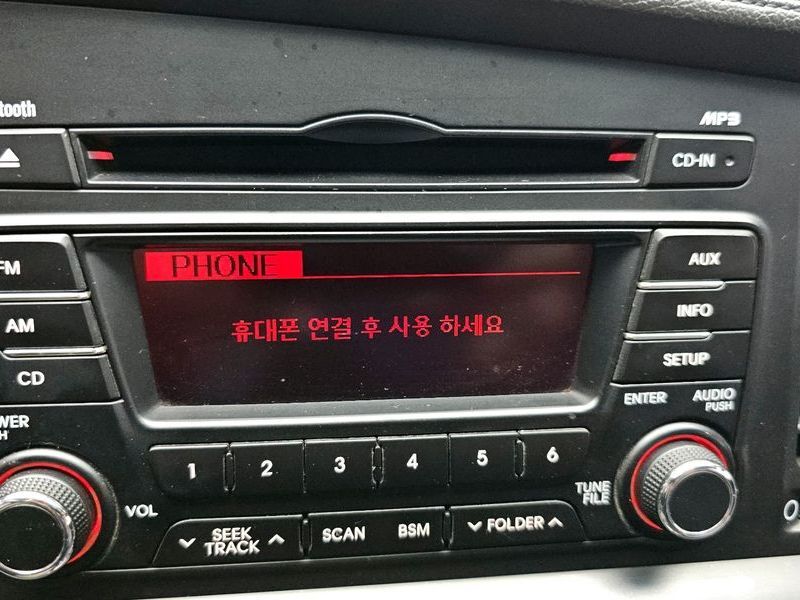 tooth
MP3
CD-IN
PHONE
휴대폰 연결 후 사용 하세요
FM
AM
CD
AUX
INFO
SETUP
ENTER
AUDIO
PUSH
WER
H
VOL
1 2 3 4 5 6
TUNE
FILE
SEEK
TRACK
SCAN
BSM
FOLDER